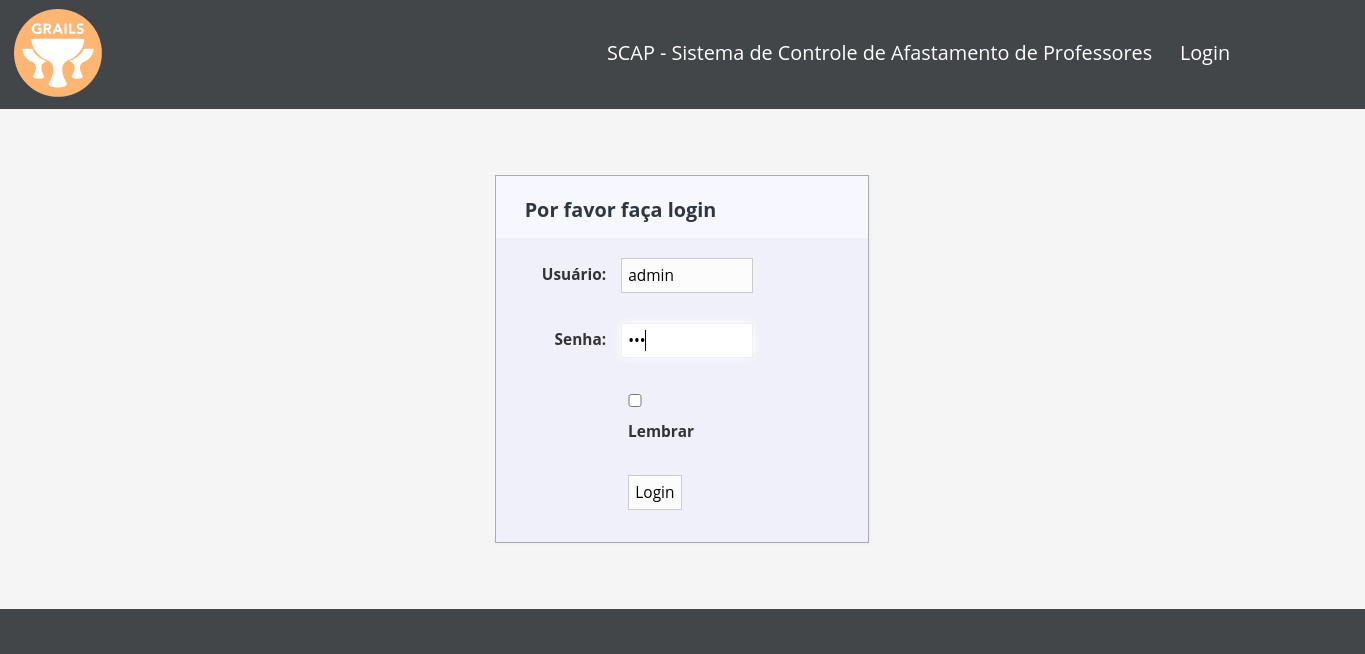 GRAILS
SCAP - Sistema de Controle de Afastamento de Professores Login
Por favor faça login
Usuário: admin
Senha: •••
Lembrar
Login